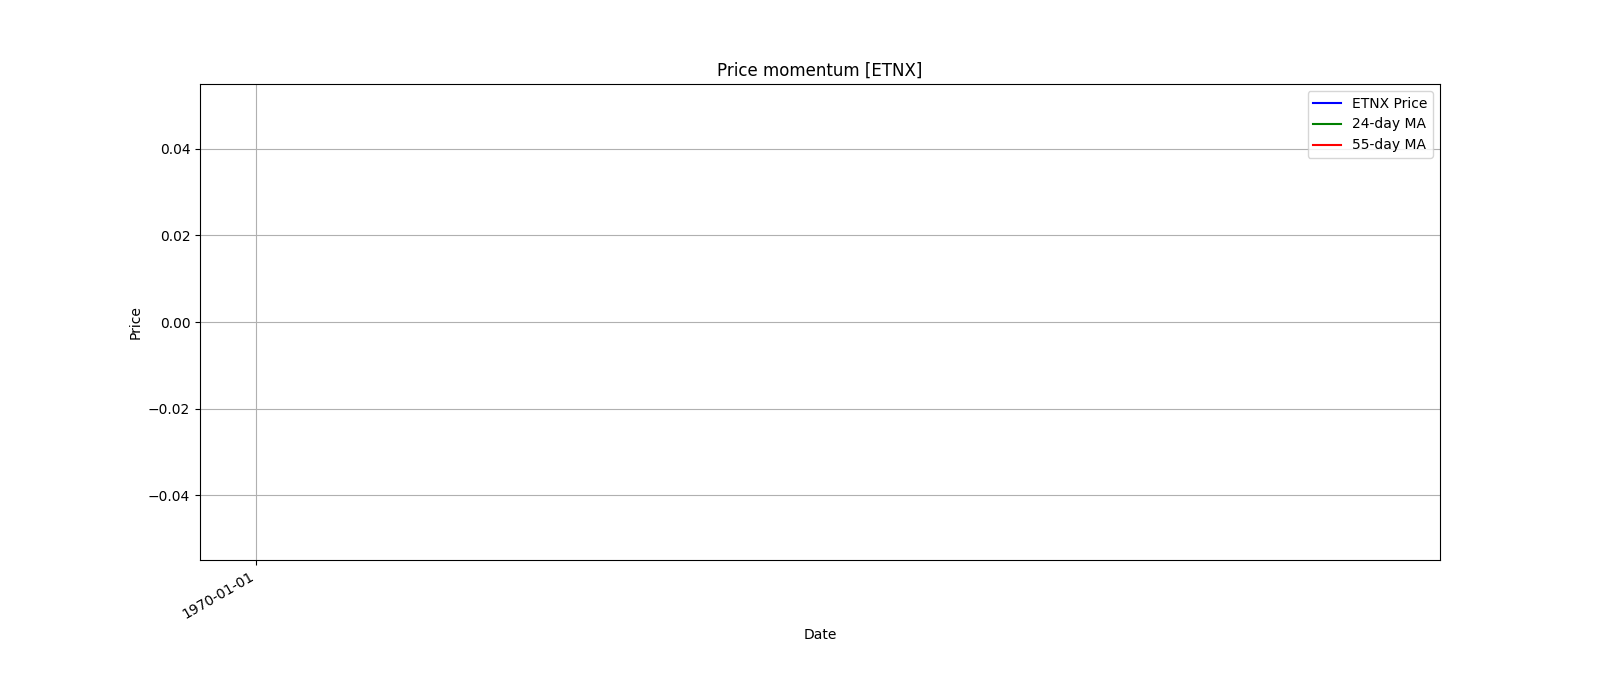 Price momentum [ETNX]
ETNX Price
24-day MA
55-day MA
0.04
0.02
0.00
−0.02
−0.04
Price
1970-01-01
Date